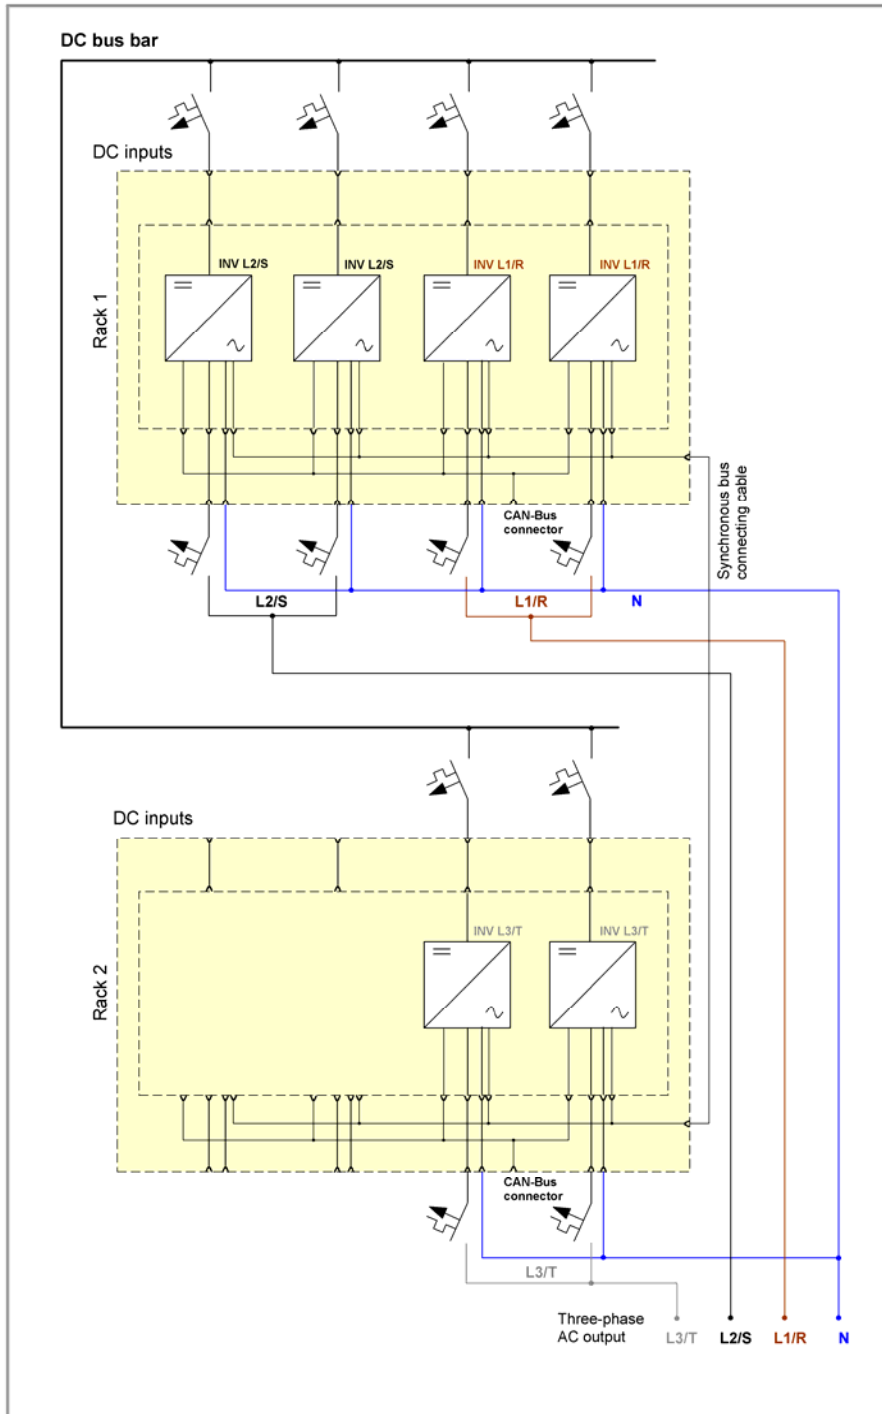 DC bus bar
DC inputs
Rack 1
INV L2/S
INV L2/S
INV L1/R
INV L1/R
CAN-Bus
connector
Synchronous bus
connecting cable
L2/S
L1/R
N
DC inputs
Rack 2
INV L3/T
INV L3/T
CAN-Bus
connector
L3/T
Three-phase
AC output
L3/T
L2/S
L1/R
N